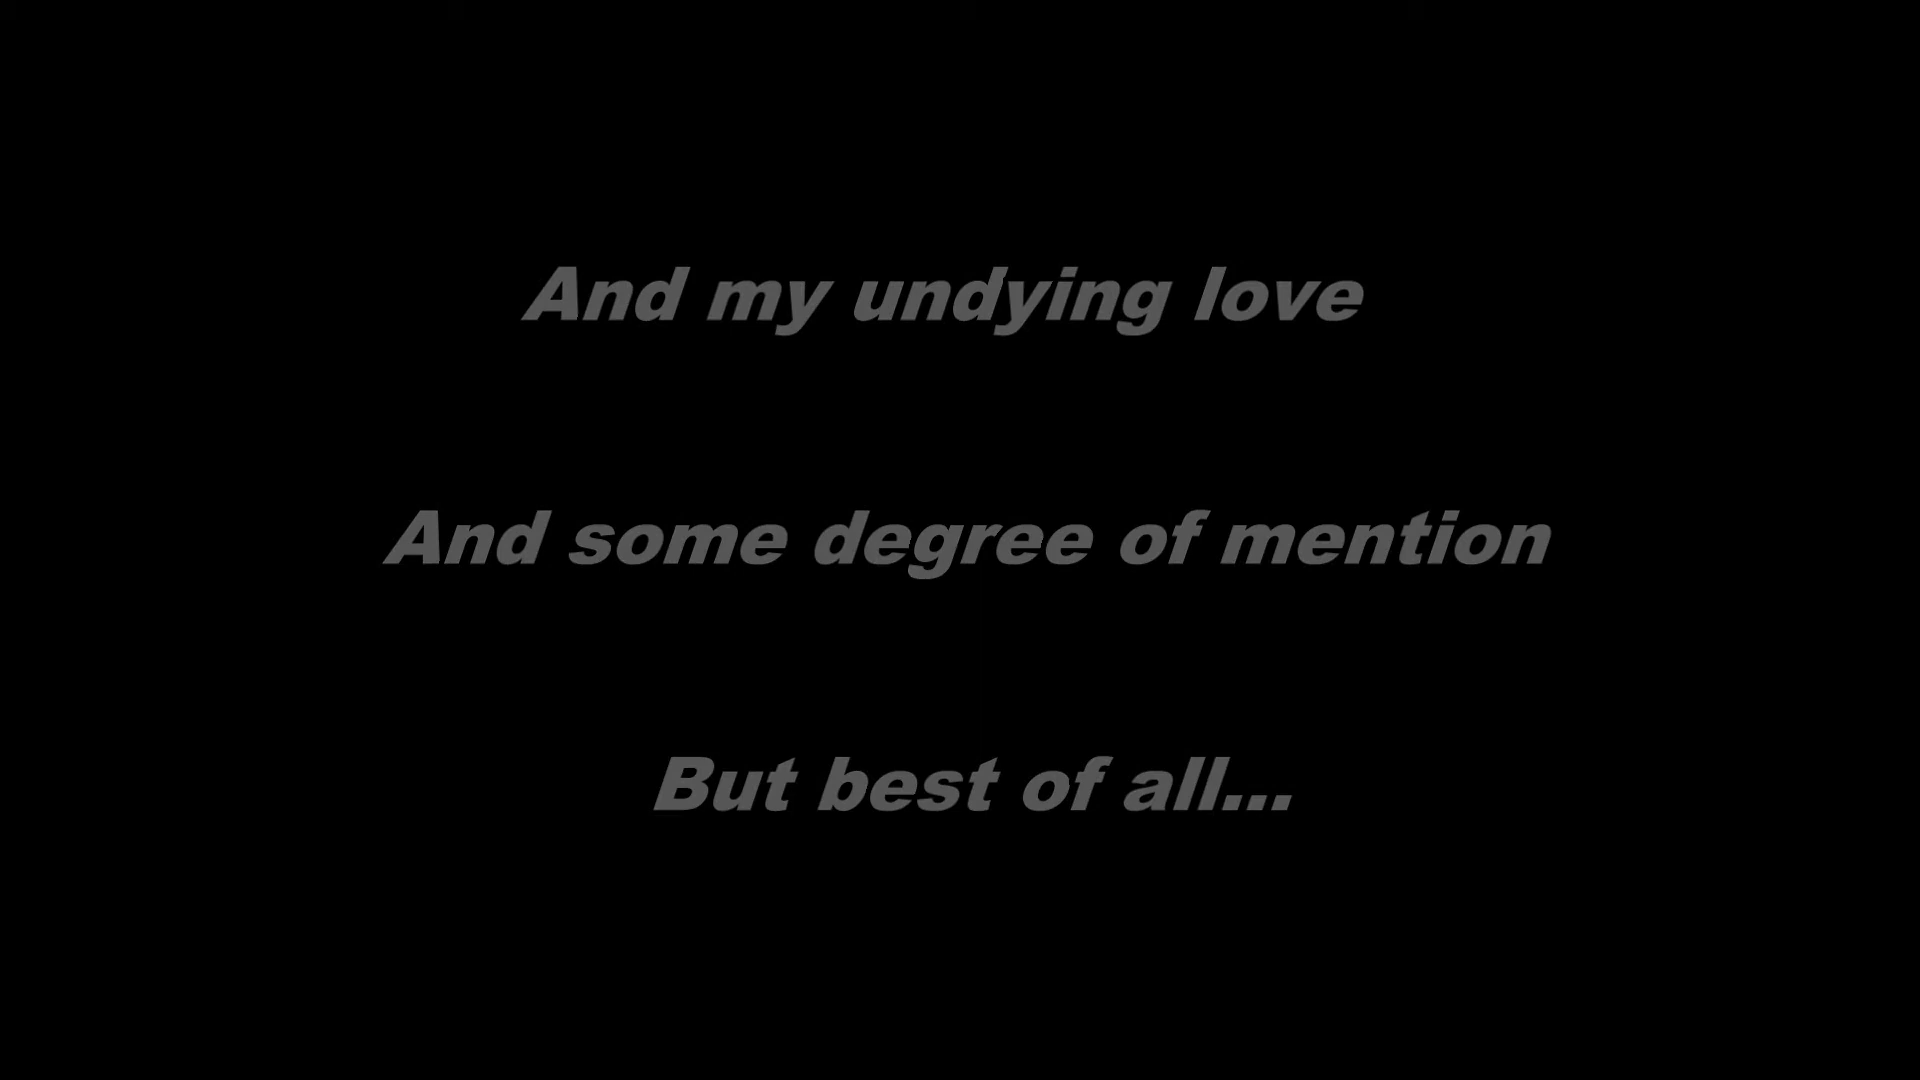 And my undying love
And some degree of mention
But best of all...